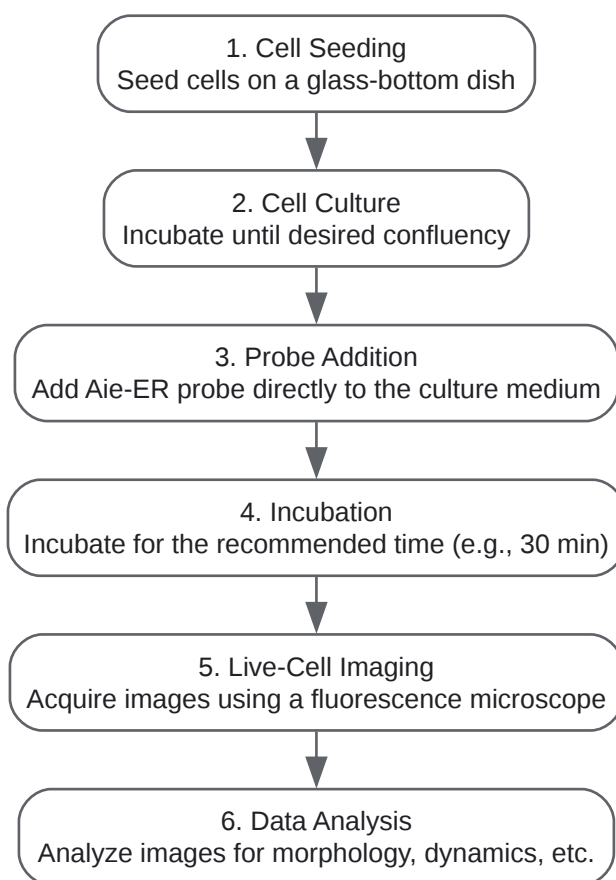 1. Cell Seeding
Seed cells on a glass-bottom dish
2. Cell Culture
Incubate until desired confluency
3. Probe Addition
Add Aie-ER probe directly to the culture medium
4. Incubation
Incubate for the recommended time (e.g., 30 min)
5. Live-Cell Imaging
Acquire images using a fluorescence microscope
6. Data Analysis
Analyze images for morphology, dynamics, etc.